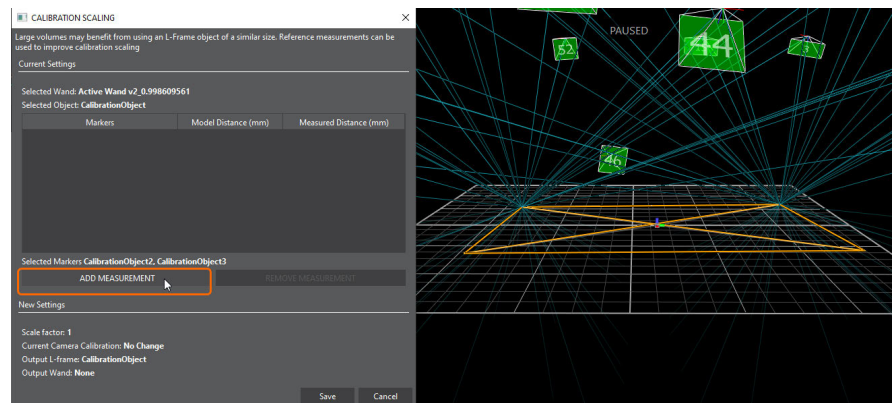 CALIBRATION SCALING
Large volumes may benefit from using an L-Frame object of a similar size. Reference measurements can be
used to improve calibration scaling
Current Settings
Selected Wand: Active Wand v2_0.998609561
Selected Object: CalibrationObject
Markers Model Distance (mm) Measured Distance (mm)
Selected Markers CalibrationObject2, CalibrationObject3
ADD MEASUREMENT REMOVE MEASUREMENT
New Settings
Scale factor: 1
Current Camera Calibration: No Change
Output L-frame: CalibrationObject
Output Wand: None
Save Cancel
PAUSED
52
44
3
46